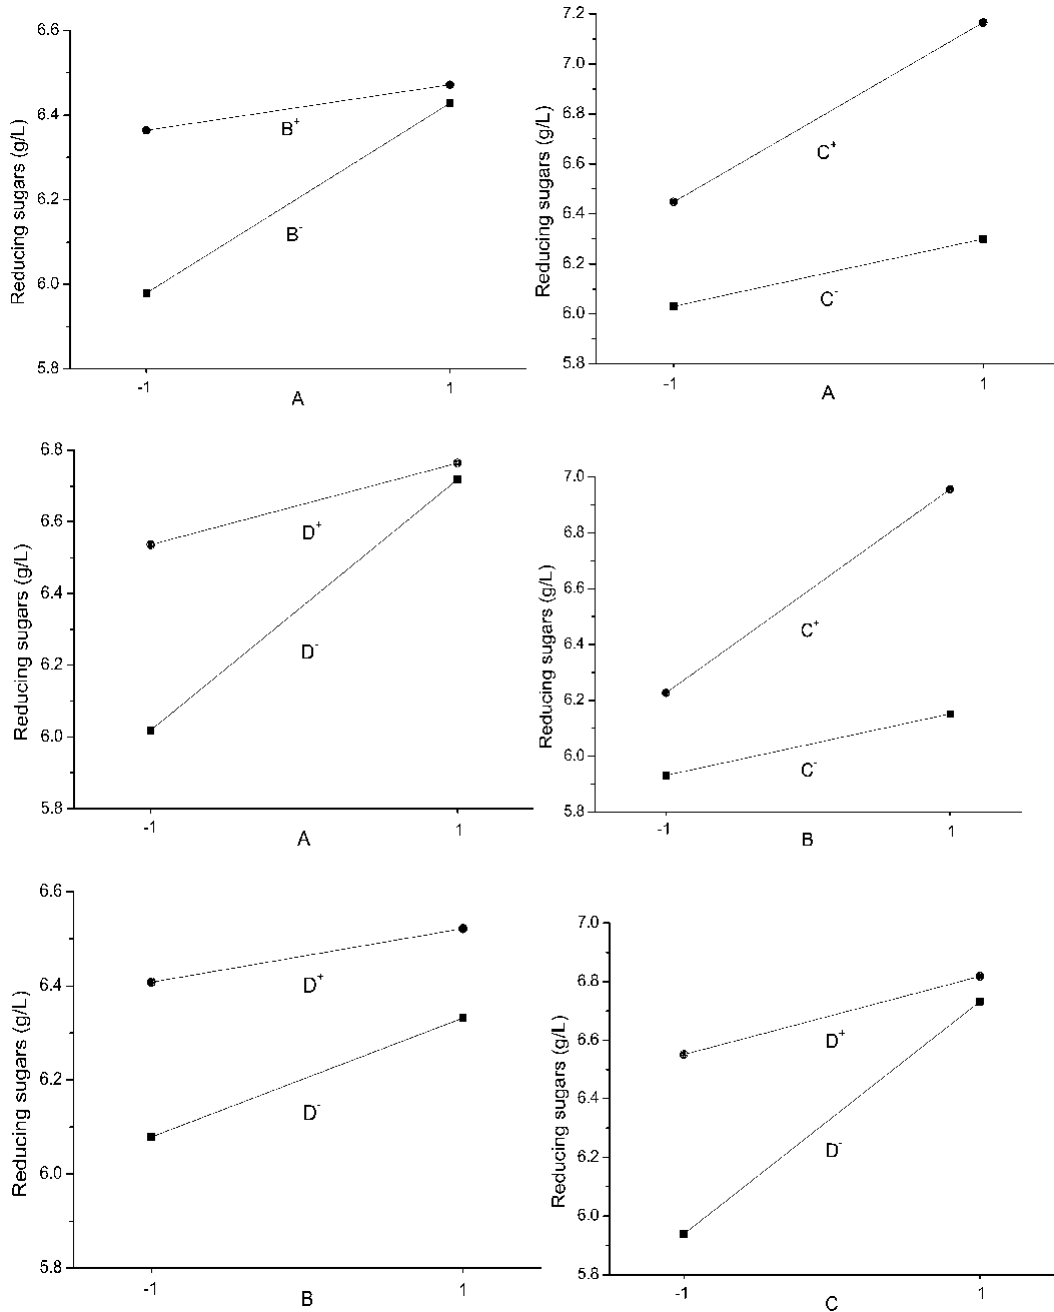 6.6
6.4
6.2
6.0
5.8
Reducing sugars (g/L)
B+
B-
-1
1
A
7.2
7.0
6.8
6.6
6.4
6.2
6.0
5.8
Reducing sugars (g/L)
C+
C-
-1
1
A
6.8
6.6
6.4
6.2
6.0
5.8
Reducing sugars (g/L)
D+
D-
-1
1
A
7.0
6.8
6.6
6.4
6.2
6.0
5.8
Reducing sugars (g/L)
C+
C-
-1
1
B
6.6
6.4
6.2
6.0
5.8
Reducing sugars (g/L)
D+
D-
-1
1
B
7.0
6.8
6.6
6.4
6.2
6.0
5.8
Reducing sugars (g/L)
D+
D-
-1
1
C